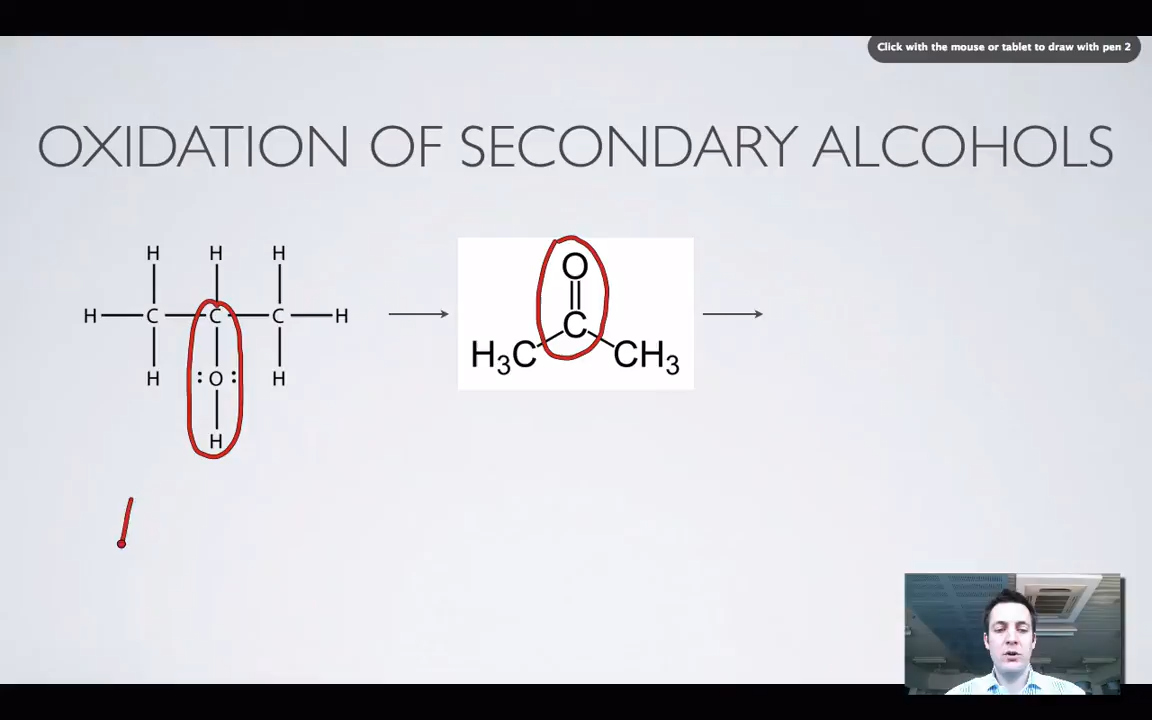 Click with the mouse or tablet to draw with pen 2
OXIDATION OF SECONDARY ALCOHOLS
H H H
H C C C H
H :O: H
H
O
C
H3C CH3